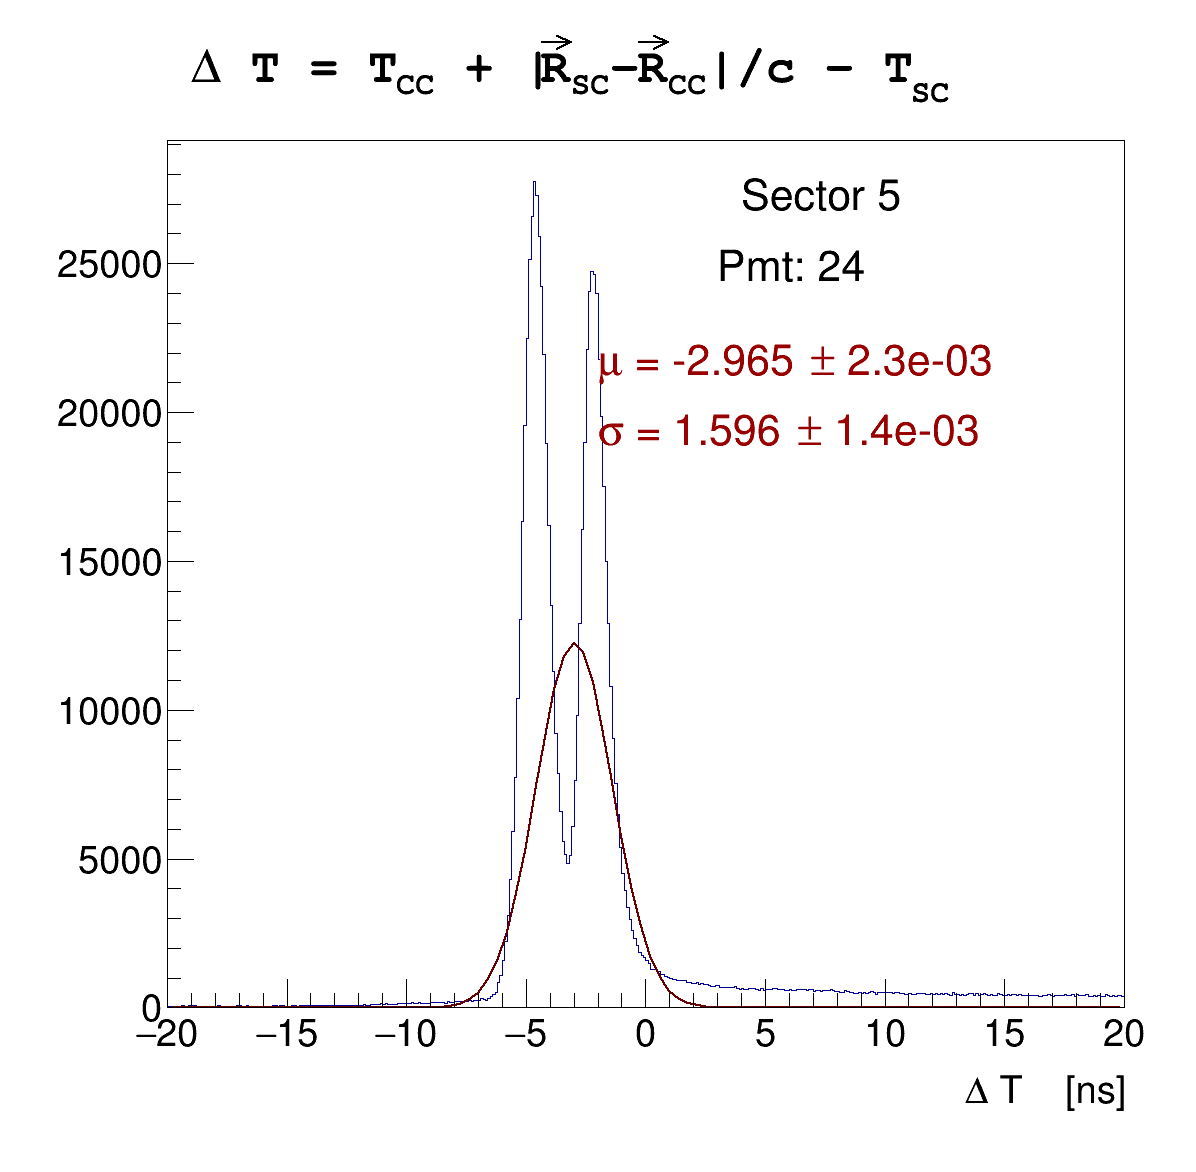 Δ T = T_CC + |R⃗_SC−R⃗_CC|/c − T_SC
Sector 5
Pmt: 24
μ = -2.965 ± 2.3e-03
σ = 1.596 ± 1.4e-03
25000
20000
15000
10000
5000
0
−20 −15 −10 −5 0 5 10 15 20
Δ T [ns]